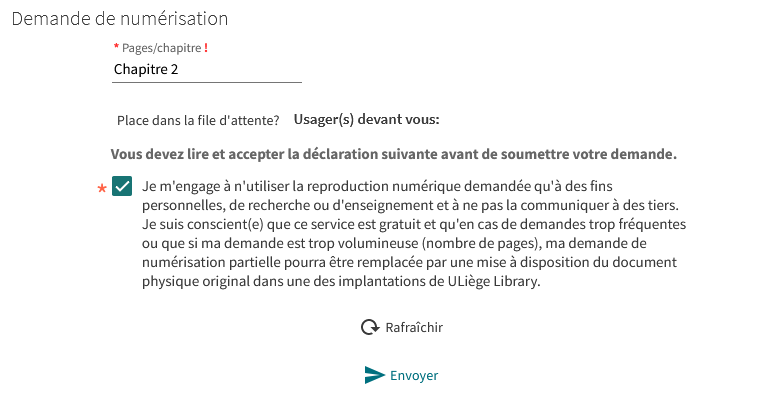 Demande de numérisation
* Pages/chapitre !
Chapitre 2
Place dans la file d'attente? Usager(s) devant vous:
Vous devez lire et accepter la déclaration suivante avant de soumettre votre demande.
* Je m'engage à n'utiliser la reproduction numérique demandée qu'à des fins
personnelles, de recherche ou d'enseignement et à ne pas la communiquer à des tiers.
Je suis conscient(e) que ce service est gratuit et qu'en cas de demandes trop fréquentes
ou que si ma demande est trop volumineuse (nombre de pages), ma demande de
numérisation partielle pourra être remplacée par une mise à disposition du document
physique original dans une des implantations de ULiège Library.
Rafraîchir
Envoyer